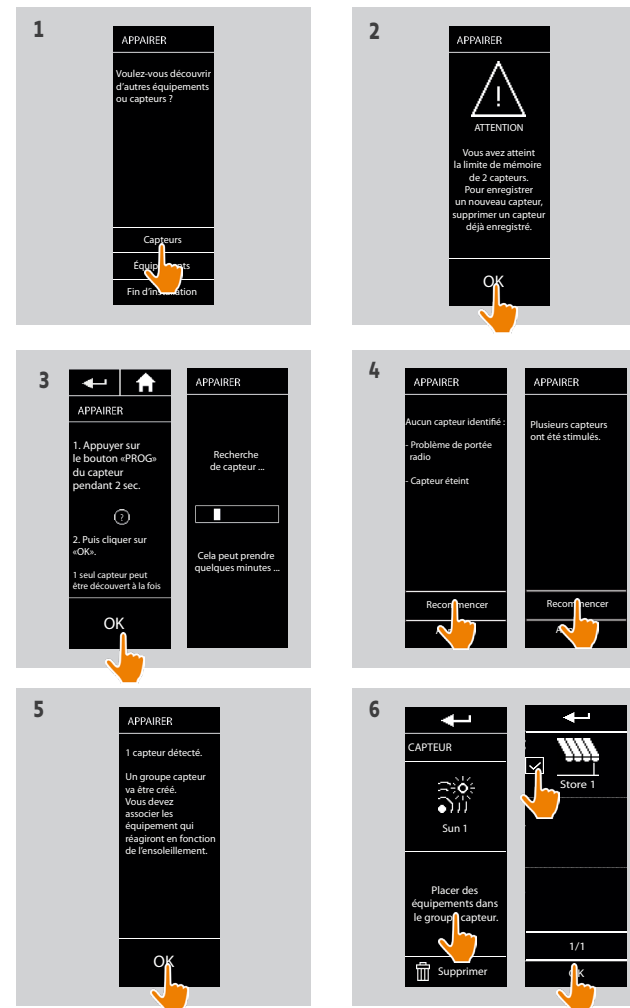 1
APPAIRER
Voulez-vous découvrir
d'autres équipements
ou capteurs ?
Capteurs
Fin
2
APPAIRER
!
ATTENTION
Vous avez atteint
la limite de mémoire
de 2 capteurs.
Pour enregistrer
un nouveau capteur,
supprimer un capteur
déjà enregistré.
OK
3
APPAIRER
1. Appuyer sur
le bouton «PROG»
du capteur
pendant 2 sec.
?
2. Puis cliquer sur
«OK».
1 seul capteur peut
être découvert à la fois
OK
APPAIRER
Recherche
de capteur ...
Cela peut prendre
quelques minutes ...
4
APPAIRER
Aucun capteur identifié :
- Problème de portée
radio
- Capteur éteint
Recommencer
APPAIRER
Plusieurs capteurs
ont été stimulés.
Recommencer
5
APPAIRER
1 capteur détecté.
Un groupe capteur
va être créé.
Vous devez
associer les
équipement qui
réagiront en fonction
de l'ensoleillement.
OK
6
CAPTEUR
Sun 1
Placer des
équipements dans
le groupe capteur.
Supprimer
Store 1
1/1
OK